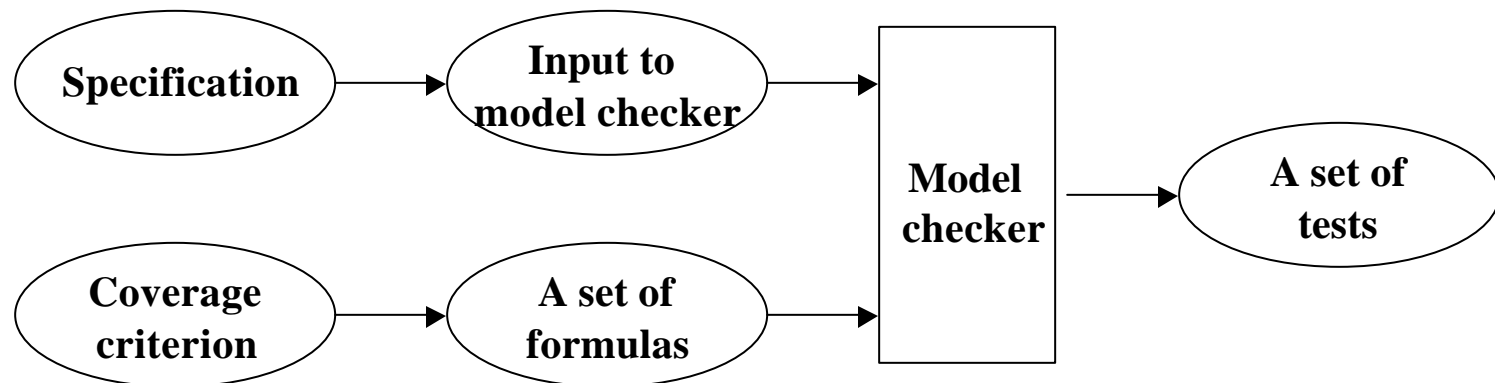 Specification
Input to
model checker
Model
checker
A set of
tests
Coverage
criterion
A set of
formulas